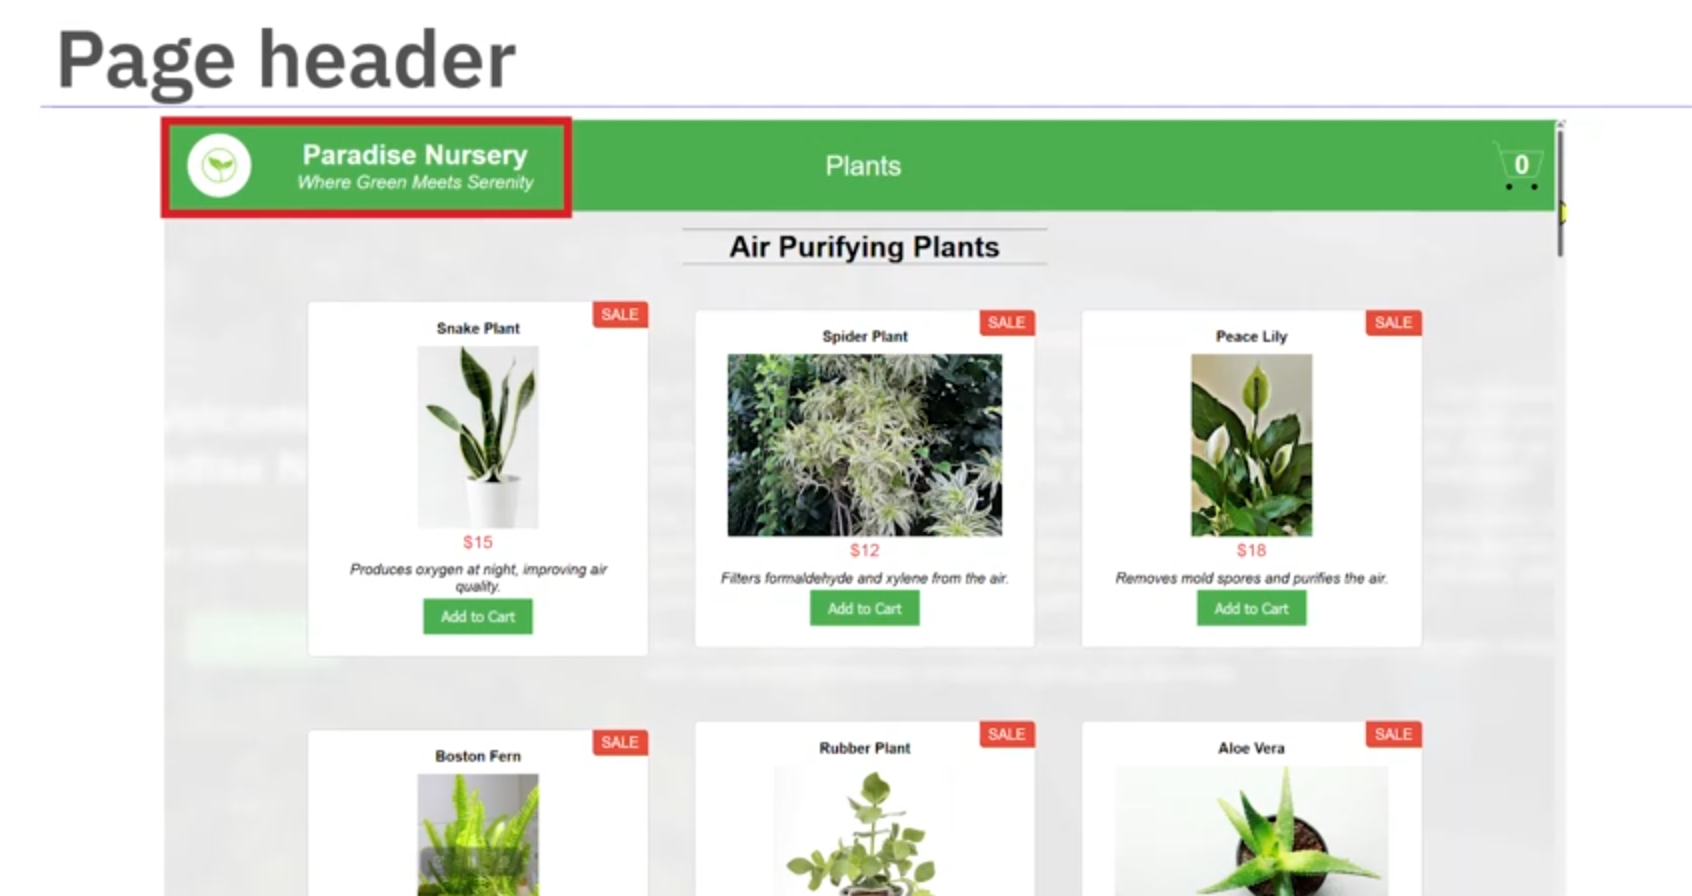 Page header
Paradise Nursery
Where Green Meets Serenity
Plants
0
Air Purifying Plants
SALE
Snake Plant
$15
Produces oxygen at night, improving air
quality.
Add to Cart
SALE
Spider Plant
$12
Filters formaldehyde and xylene from the air.
Add to Cart
SALE
Peace Lily
$18
Removes mold spores and purifies the air.
Add to Cart
SALE
Boston Fern
SALE
Rubber Plant
SALE
Aloe Vera